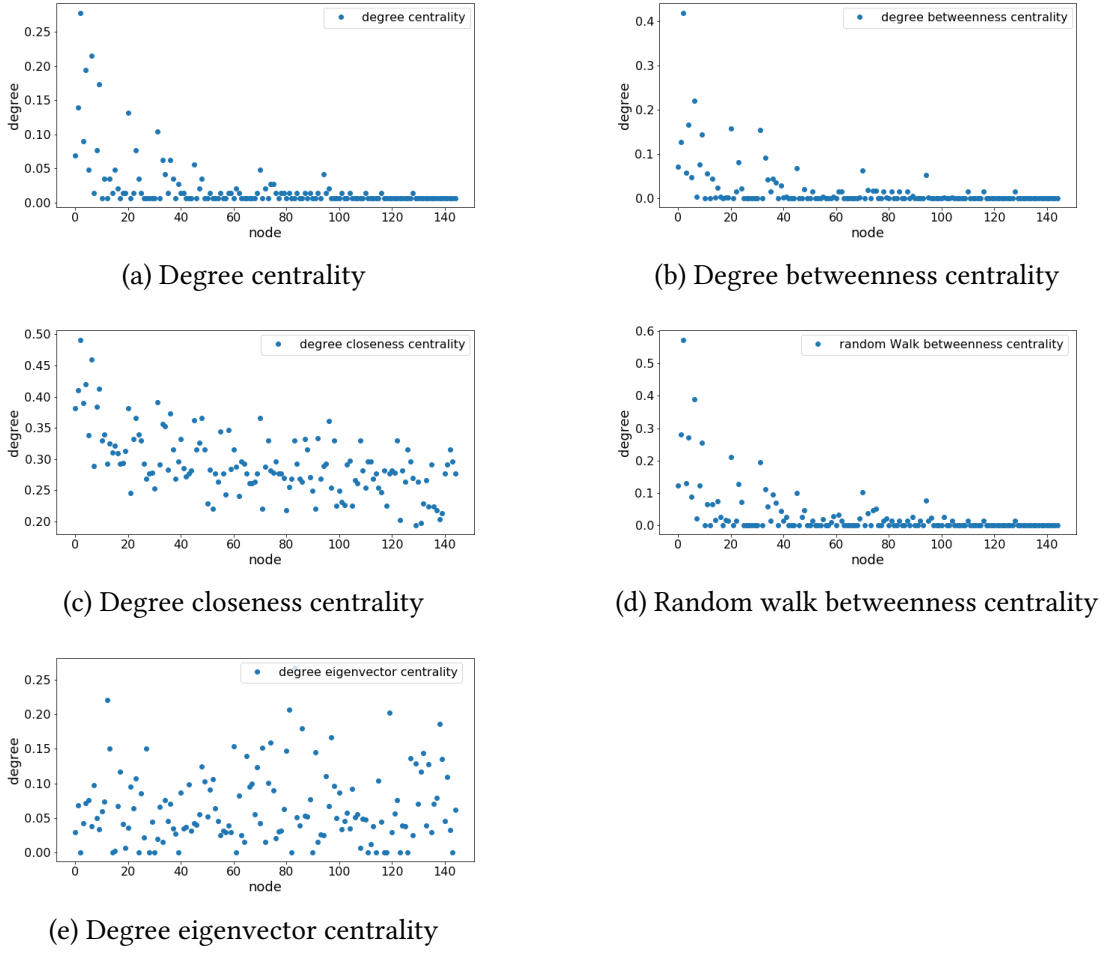 degree centrality
0.25
0.20
0.15
0.10
0.05
0.00
degree
0 20 40 60 80 100 120 140
node
(a) Degree centrality
degree betweenness centrality
0.4
0.3
0.2
0.1
0.0
degree
0 20 40 60 80 100 120 140
node
(b) Degree betweenness centrality
degree closeness centrality
0.50
0.45
0.40
0.35
0.30
0.25
0.20
degree
0 20 40 60 80 100 120 140
node
(c) Degree closeness centrality
random Walk betweenness centrality
0.6
0.5
0.4
0.3
0.2
0.1
0.0
degree
0 20 40 60 80 100 120 140
node
(d) Random walk betweenness centrality
degree eigenvector centrality
0.25
0.20
0.15
0.10
0.05
0.00
degree
0 20 40 60 80 100 120 140
node
(e) Degree eigenvector centrality